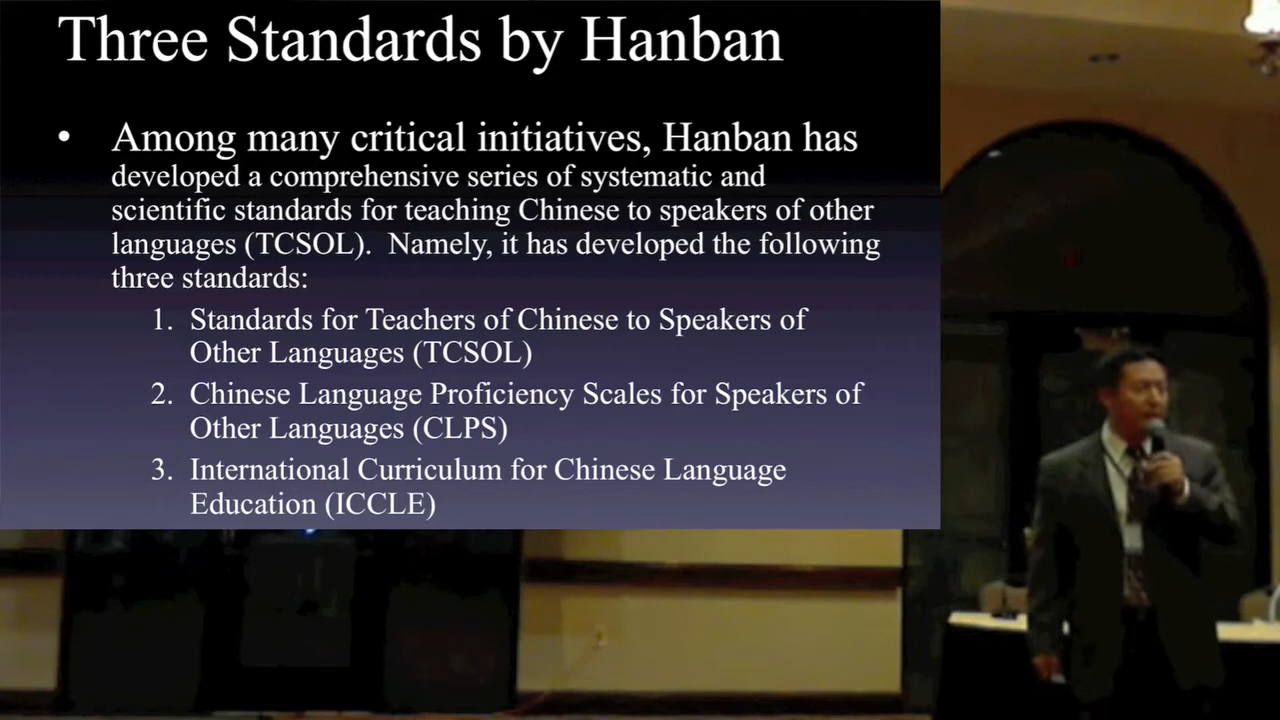 Three Standards by Hanban
• Among many critical initiatives, Hanban has
developed a comprehensive series of systematic and
scientific standards for teaching Chinese to speakers of other
languages (TCSOL). Namely, it has developed the following
three standards:
1. Standards for Teachers of Chinese to Speakers of
Other Languages (TCSOL)
2. Chinese Language Proficiency Scales for Speakers of
Other Languages (CLPS)
3. International Curriculum for Chinese Language
Education (ICCLE)